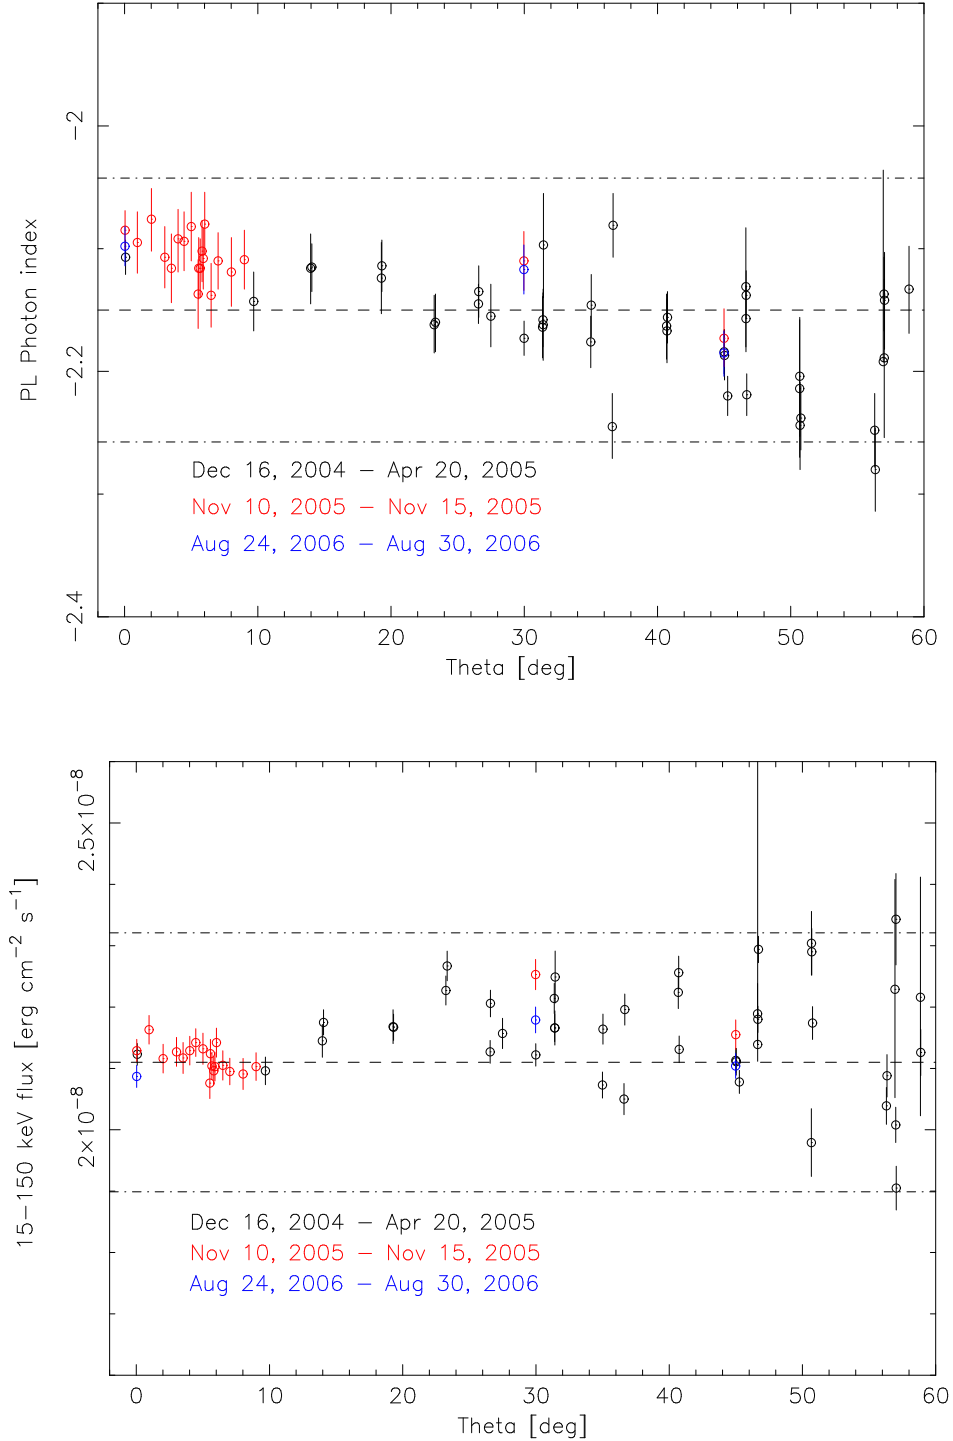 −2
−2.2
−2.4
PL Photon index
Dec 16, 2004 − Apr 20, 2005
Nov 10, 2005 − Nov 15, 2005
Aug 24, 2006 − Aug 30, 2006
0 10 20 30 40 50 60
Theta [deg]
2.5×10−8
2×10−8
15−150 keV flux [erg cm−2 s−1]
Dec 16, 2004 − Apr 20, 2005
Nov 10, 2005 − Nov 15, 2005
Aug 24, 2006 − Aug 30, 2006
0 10 20 30 40 50 60
Theta [deg]